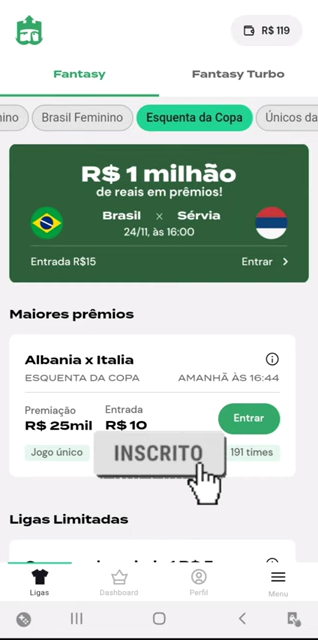 R$ 119
Fantasy
Fantasy Turbo
Brasil Feminino
Esquenta da Copa
Únicos da
R$ 1 milhão
de reais em prêmios!
Brasil x Sérvia
24/11, às 16:00
Entrada R$15
Entrar
Maiores prêmios
Albania x Italia
ESQUENTA DA COPA
AMANHÃ ÀS 16:44
Premiação
Entrada
R$ 25mil
R$ 10
Entrar
Jogo único
INSCRITO
191 times
Ligas Limitadas
Ligas
Dashboard
Perfil
Menu